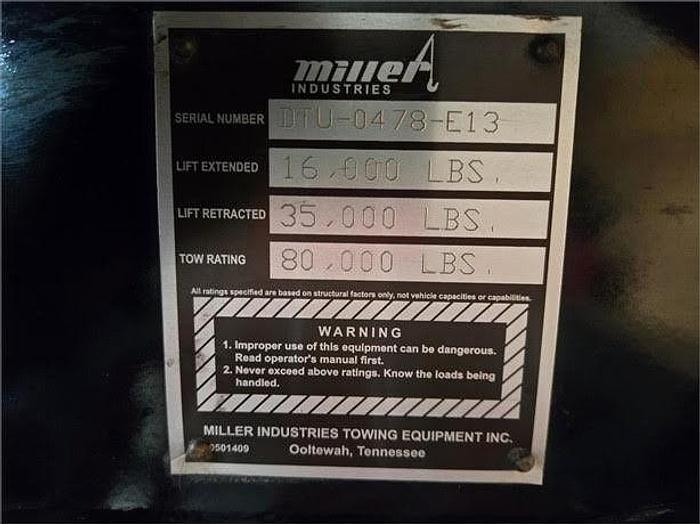 miller
INDUSTRIES
SERIAL NUMBER DTU-0478-E13
LIFT EXTENDED 16,000 LBS.
LIFT RETRACTED 35,000 LBS.
TOW RATING 80,000 LBS.
All ratings specified are based on structural factors only, not vehicle capacities or capabilities.
WARNING
1. Improper use of this equipment can be dangerous.
Read operator's manual first.
2. Never exceed above ratings. Know the loads being
handled.
MILLER INDUSTRIES TOWING EQUIPMENT INC.
0501409 Ooltewah, Tennessee